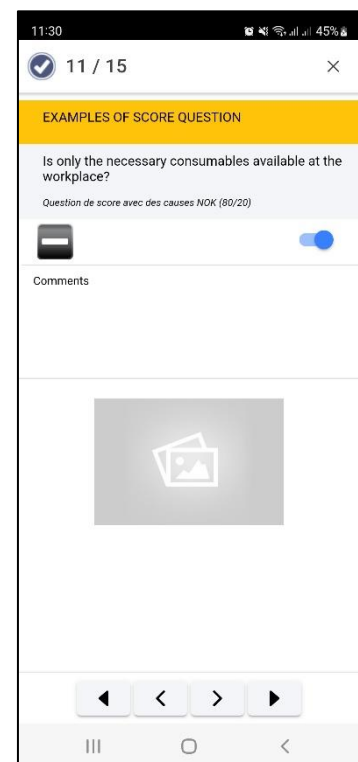 11:30 45%
11 / 15
EXAMPLES OF SCORE QUESTION
Is only the necessary consumables available at the
workplace?
Question de score avec des causes NOK (80/20)
Comments